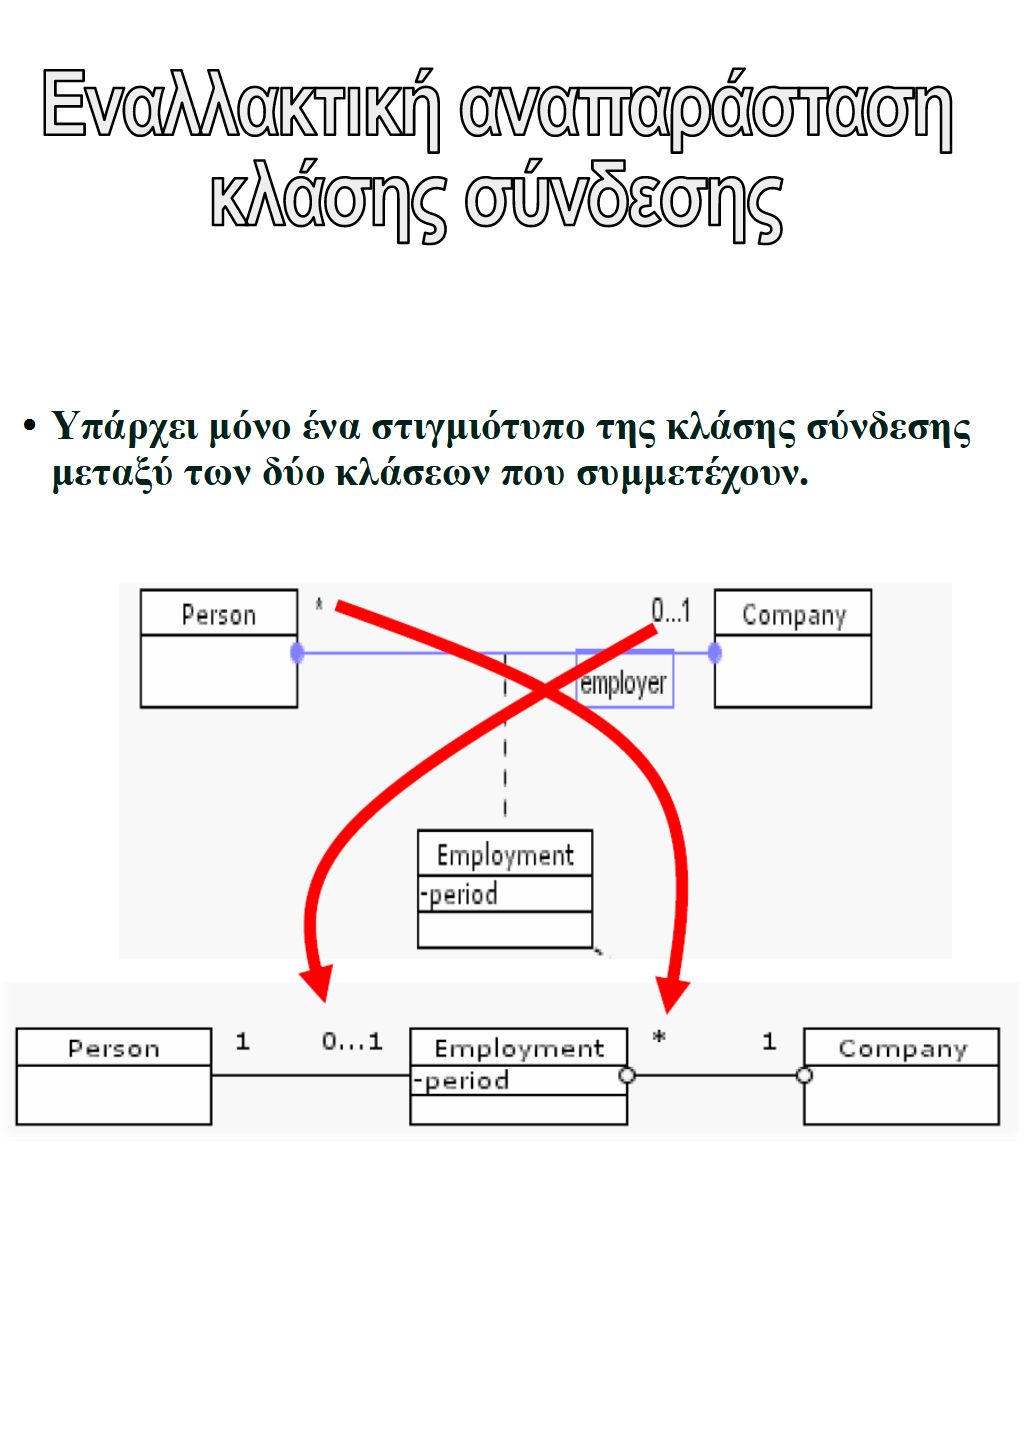 Εναλλακτική αναπαράσταση
κλάσης σύνδεσης
• Υπάρχει μόνο ένα στιγμιότυπο της κλάσης σύνδεσης
μεταξύ των δύο κλάσεων που συμμετέχουν.
Person * 0...1 Company
employer
Employment
-period
Person 1 0...1 Employment * 1 Company
-period